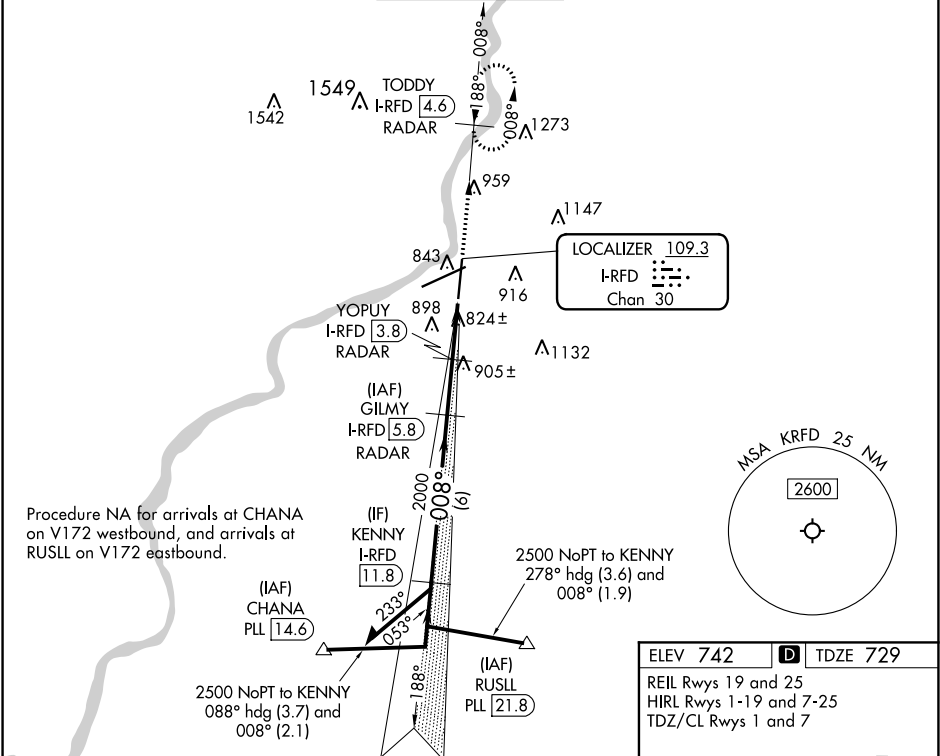 188°
008°
1549
1542
TODDY
I-RFD 4.6
RADAR
008°
1273
959
1147
LOCALIZER 109.3
I-RFD
Chan 30
843
916
YOPUY
I-RFD 3.8
RADAR
898
824±
1132
905±
(IAF)
GILMY
I-RFD 5.8
RADAR
2000
008°
(6)
MSA KRFD 25 NM
2600
Procedure NA for arrivals at CHANA
on V172 westbound, and arrivals at
RUSLL on V172 eastbound.
(IF)
KENNY
I-RFD
11.8
2500 NoPT to KENNY
278° hdg (3.6) and
008° (1.9)
(IAF)
CHANA
PLL 14.6
233°
053°
188°
(IAF)
RUSLL
PLL 21.8
2500 NoPT to KENNY
088° hdg (3.7) and
008° (2.1)
ELEV 742 D TDZE 729
REIL Rwys 19 and 25
HIRL Rwys 1-19 and 7-25
TDZ/CL Rwys 1 and 7